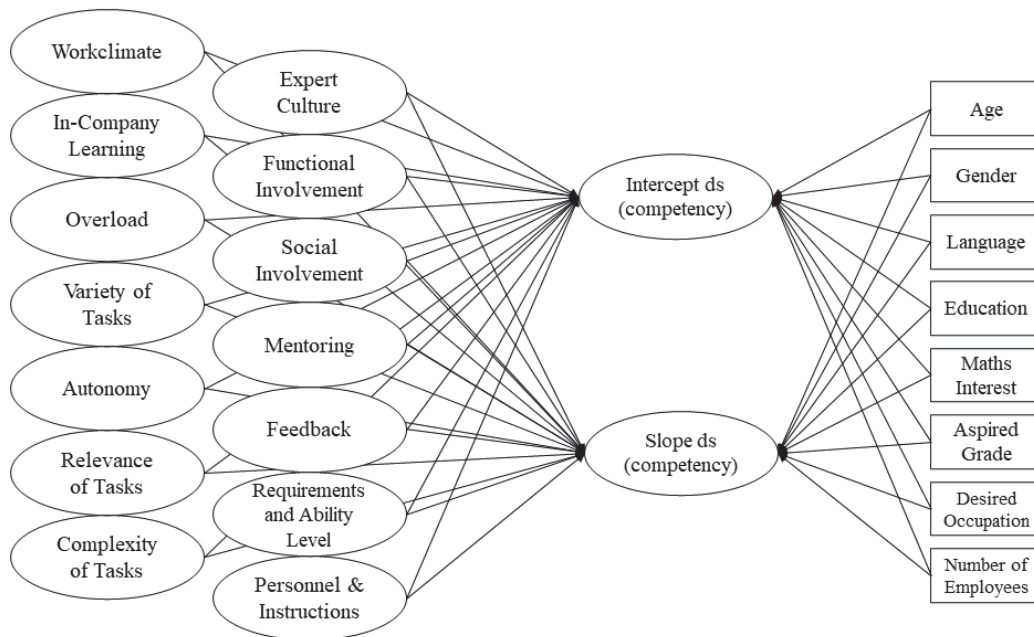 Workclimate
In-Company
Learning
Overload
Variety of
Tasks
Autonomy
Relevance
of Tasks
Complexity
of Tasks
Expert
Culture
Functional
Involvement
Social
Involvement
Mentoring
Feedback
Requirements
and Ability
Level
Personnel &
Instructions
Intercept ds
(competency)
Slope ds
(competency)
Age
Gender
Language
Education
Maths
Interest
Aspired
Grade
Desired
Occupation
Number of
Employees